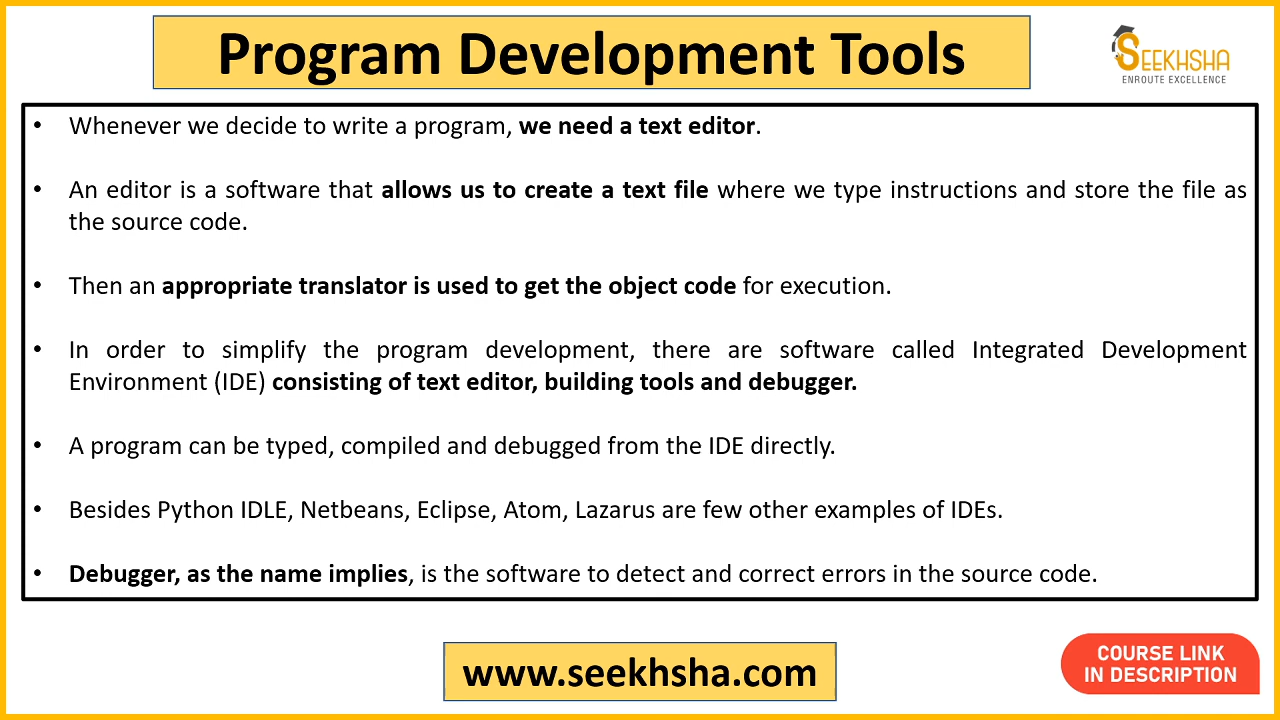 Program Development Tools
SEEKHSHA
ENROUTE EXCELLENCE
• Whenever we decide to write a program, we need a text editor.
• An editor is a software that allows us to create a text file where we type instructions and store the file as
the source code.
• Then an appropriate translator is used to get the object code for execution.
• In order to simplify the program development, there are software called Integrated Development
Environment (IDE) consisting of text editor, building tools and debugger.
• A program can be typed, compiled and debugged from the IDE directly.
• Besides Python IDLE, Netbeans, Eclipse, Atom, Lazarus are few other examples of IDEs.
• Debugger, as the name implies, is the software to detect and correct errors in the source code.
www.seekhsha.com
COURSE LINK
IN DESCRIPTION